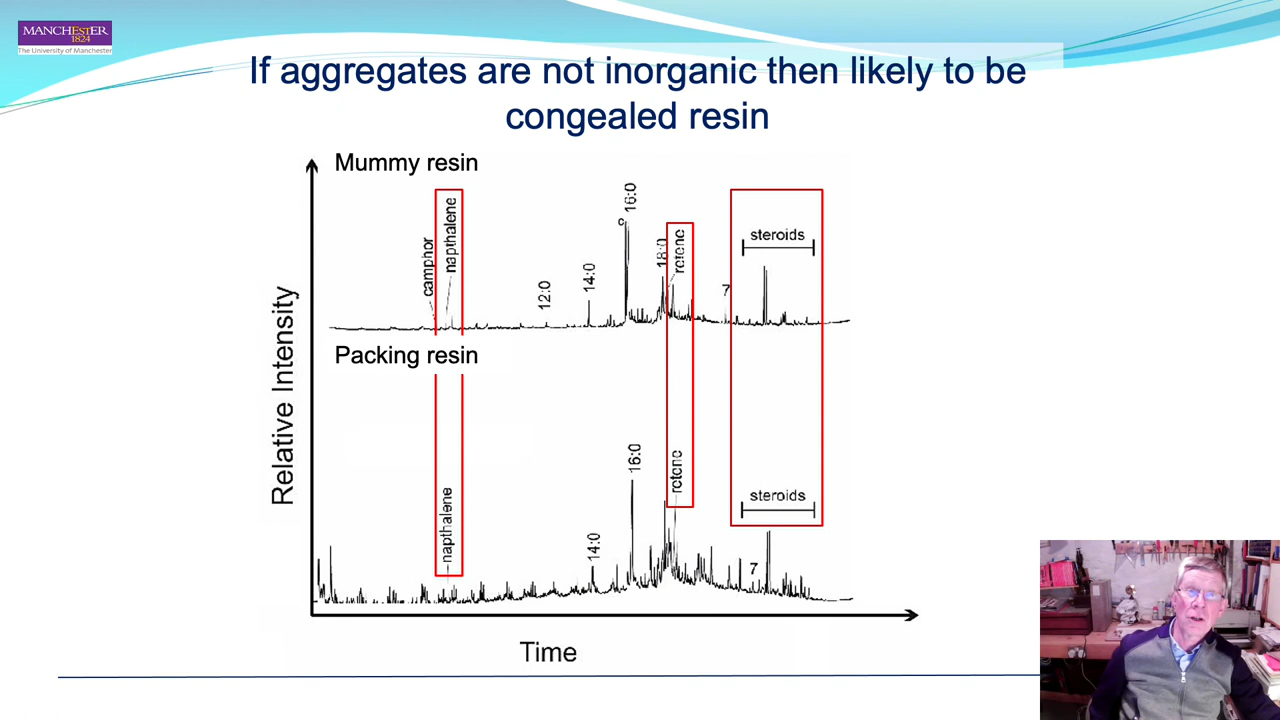 MANCHESTER
1824
The University of Manchester
If aggregates are not inorganic then likely to be
congealed resin
Mummy resin
camphor
napthalene
12:0
14:0
c
16:0
18:0
retene
7
steroids
Packing resin
napthalene
14:0
16:0
retene
7
steroids
Relative Intensity
Time